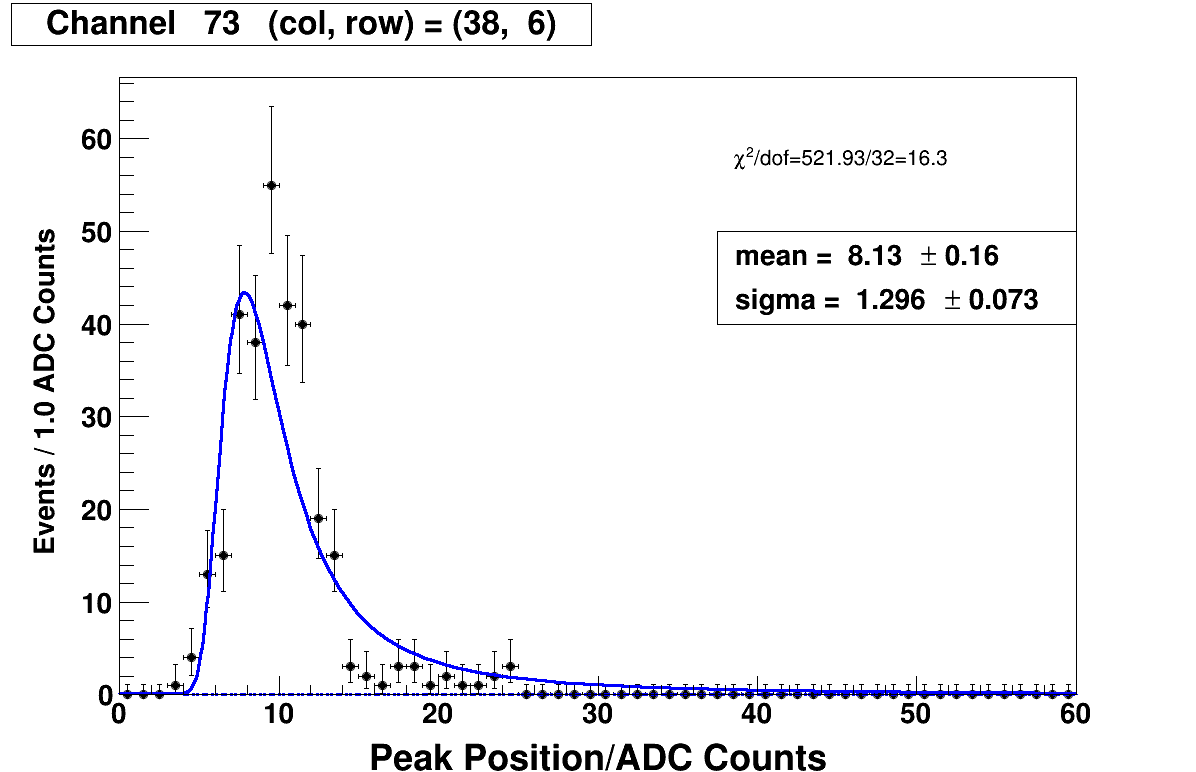 Channel 73 (col, row) = (38, 6)
χ²/dof=521.93/32=16.3
mean = 8.13 ± 0.16
sigma = 1.296 ± 0.073
Events / 1.0 ADC Counts
60
50
40
30
20
10
0
0 10 20 30 40 50 60
Peak Position/ADC Counts